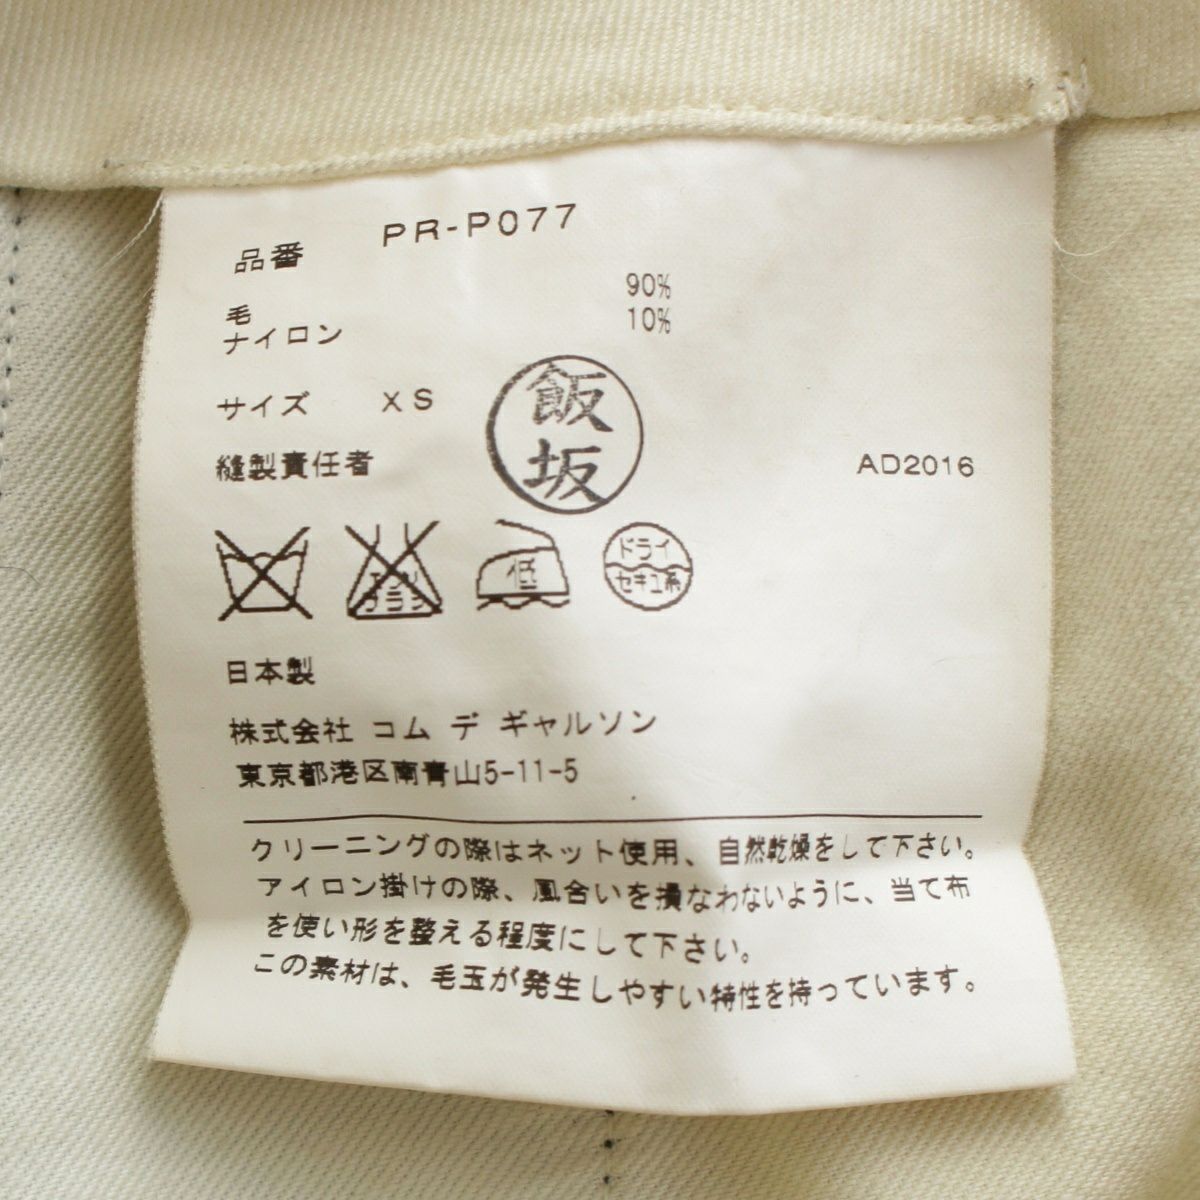 品番 PR-P077
毛 90%
ナイロン 10%
サイズ XS
飯坂
縫製責任者
AD2016
エンソ
サラシ
低
ドライ
セキユ系
日本製
株式会社 コム デ ギャルソン
東京都港区南青山5-11-5
クリーニングの際はネット使用、自然乾燥をして下さい。
アイロン掛けの際、風合いを損なわないように、当て布
を使い形を整える程度にして下さい。
この素材は、毛玉が発生しやすい特性を持っています。